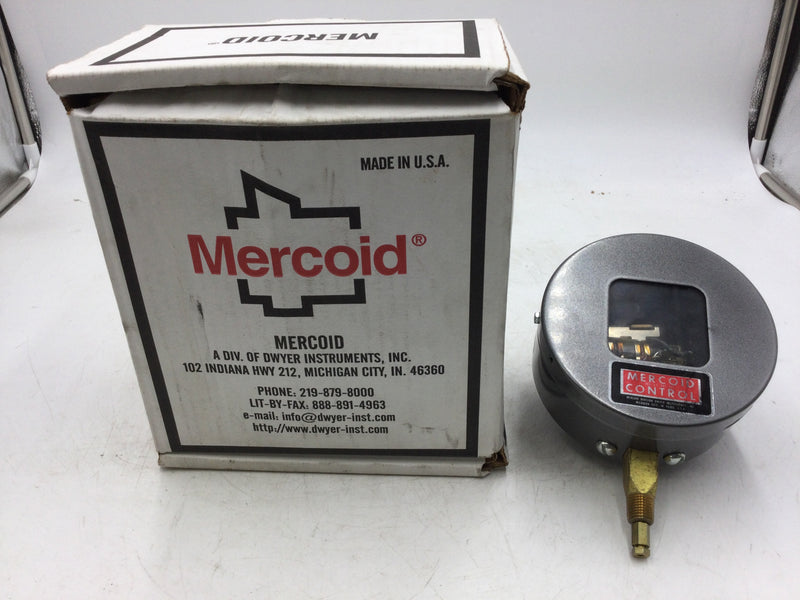 MERCOID
MADE IN U.S.A.
Mercoid®
MERCOID
A DIV. OF DWYER INSTRUMENTS, INC.
102 INDIANA HWY 212, MICHIGAN CITY, IN. 46360
PHONE: 219-879-8000
LIT-BY-FAX: 888-891-4963
e-mail: info@dwyer-inst.com
http://www.dwyer-inst.com
MERCOID
CONTROL